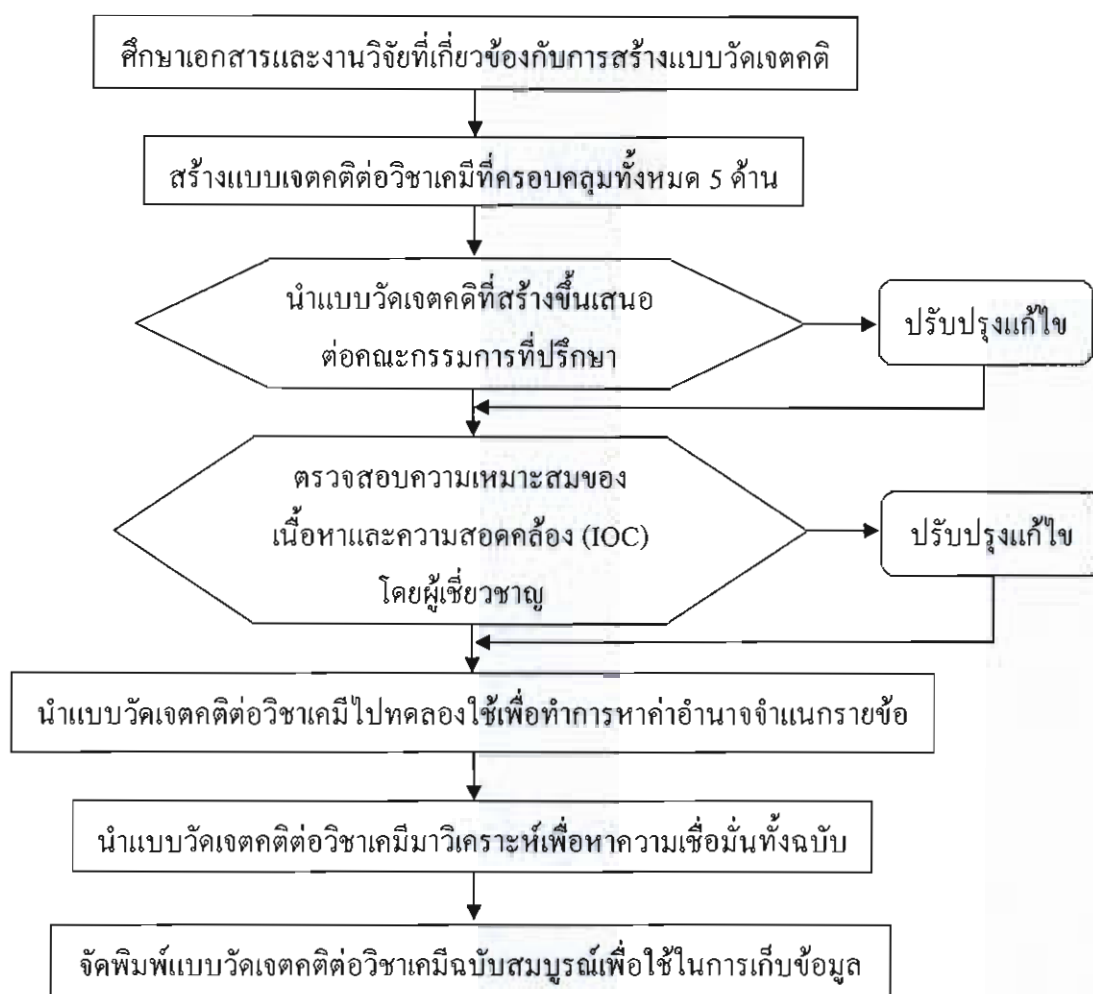 ศึกษาเอกสารและงานวิจัยที่เกี่ยวข้องกับการสร้างแบบวัดเจตคติ
สร้างแบบเจตคติต่อวิชาเคมีที่ครอบคลุมทั้งหมด 5 ด้าน
นำแบบวัดเจตคติที่สร้างขึ้นเสนอ
ต่อคณะกรรมการที่ปรึกษา
ปรับปรุงแก้ไข
ตรวจสอบความเหมาะสมของ
เนื้อหาและความสอดคล้อง (IOC)
โดยผู้เชี่ยวชาญ
ปรับปรุงแก้ไข
นำแบบวัดเจตคติต่อวิชาเคมีไปทดลองใช้เพื่อทำการหาค่าอำนาจจำแนกรายข้อ
นำแบบวัดเจตคติต่อวิชาเคมีมาวิเคราะห์เพื่อหาความเชื่อมั่นทั้งฉบับ
จัดพิมพ์แบบวัดเจตคติต่อวิชาเคมีฉบับสมบูรณ์เพื่อใช้ในการเก็บข้อมูล